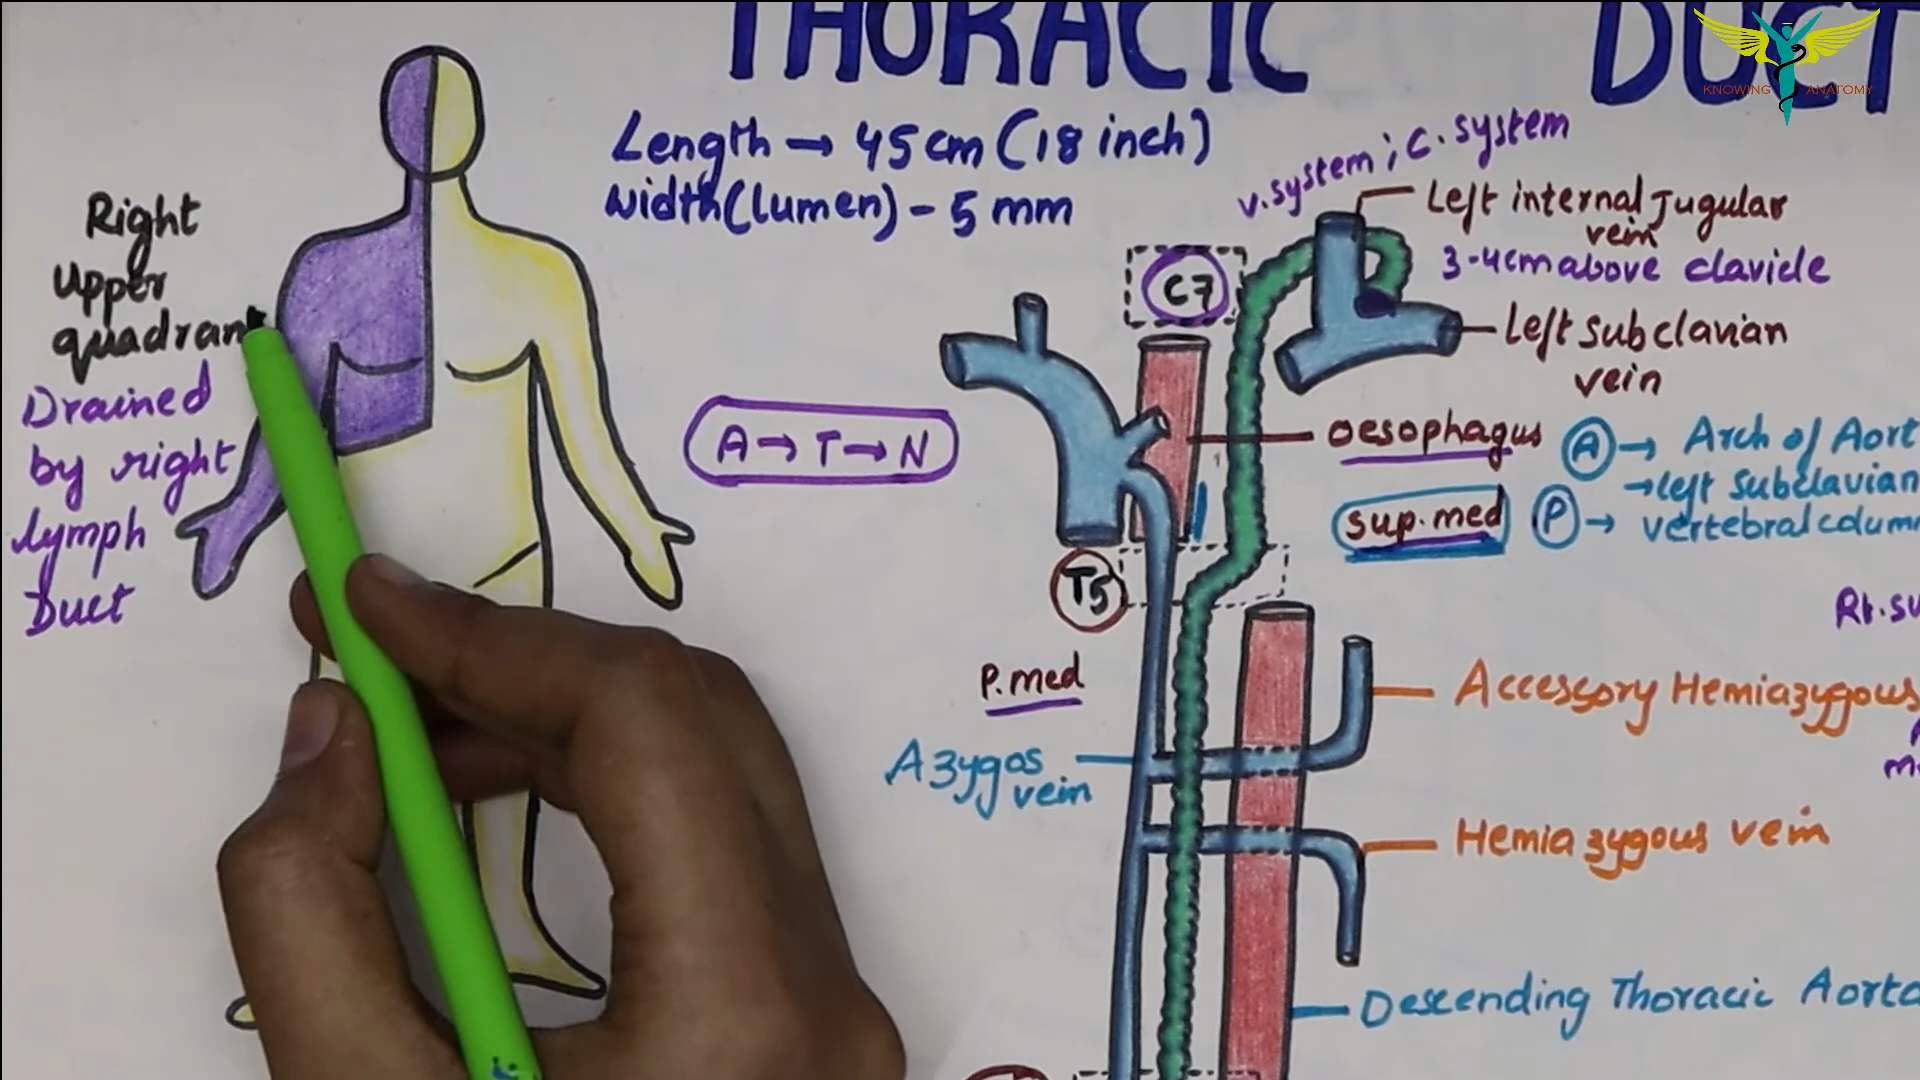 THORACIC DUCT
KNOWING ANATOMY
Length → 45 cm (18 inch)
width (lumen) - 5 mm
Right
Upper
quadrant
Drained
by right
lymph
Duct
A → T → N
v. system ; C. system
Left internal Jugular
vein
3-4cm above clavicle
C7
Left subclavian
vein
oesophagus
A → Arch of Aort
→ left subclavian
sup. med
P → vertebral colum
T5
Rt. su
P. med
Accessory Hemiazygous
Azygos
vein
Hemiazygous vein
Descending Thoracic Aorta